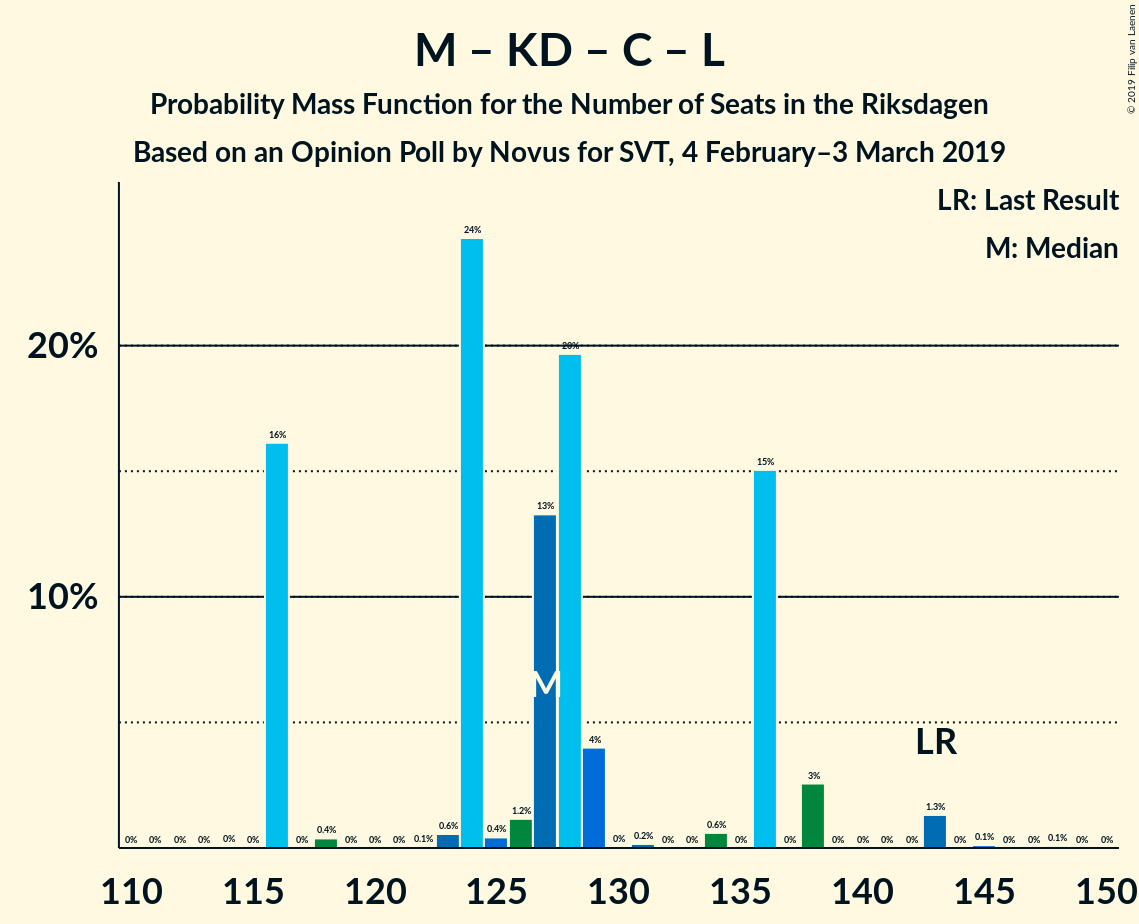 M – KD – C – L
Probability Mass Function for the Number of Seats in the Riksdagen
Based on an Opinion Poll by Novus for SVT, 4 February–3 March 2019
© 2019 Filip van Laenen
LR: Last Result
M: Median
20%
10%
0% 0% 0% 0% 0% 0% 16% 0% 0.4% 0% 0% 0% 0.1% 0.6% 24% 0.4% 1.2% 13% 20% 4% 0% 0.2% 0% 0% 0.6% 0% 15% 0% 3% 0% 0% 0% 0% 1.3% 0% 0.1% 0% 0% 0.1% 0% 0%
M
LR
110 115 120 125 130 135 140 145 150